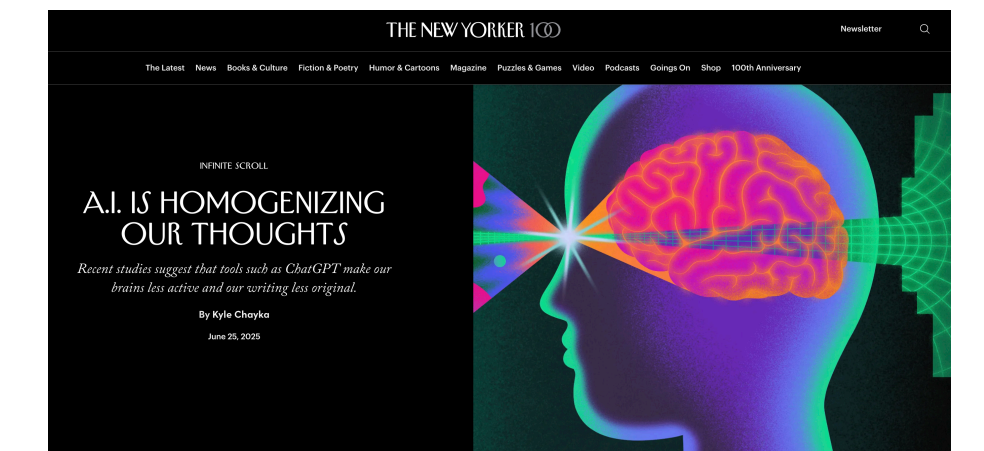 THE NEW YORKER 100
Newsletter
The Latest News Books & Culture Fiction & Poetry Humor & Cartoons Magazine Puzzles & Games Video Podcasts Goings On Shop 100th Anniversary
INFINITE SCROLL
A.I. IS HOMOGENIZING
OUR THOUGHTS
Recent studies suggest that tools such as ChatGPT make our
brains less active and our writing less original.
By Kyle Chayka
June 25, 2025